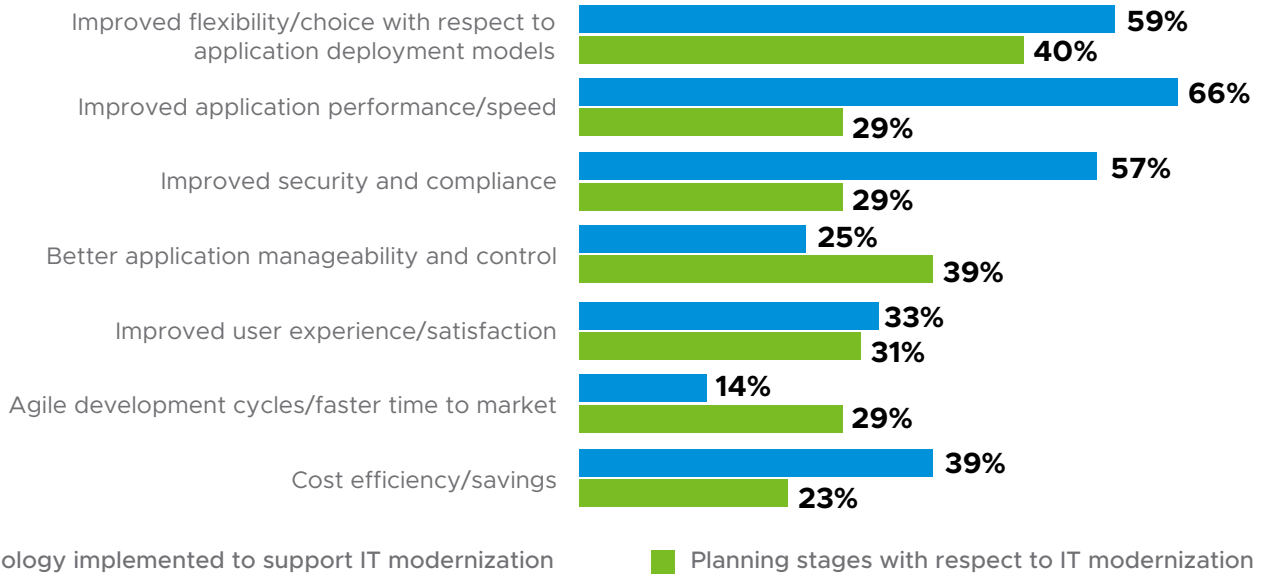 Improved flexibility/choice with respect to
application deployment models
59%
40%
Improved application performance/speed
66%
29%
Improved security and compliance
57%
29%
Better application manageability and control
25%
39%
Improved user experience/satisfaction
33%
31%
Agile development cycles/faster time to market
14%
29%
Cost efficiency/savings
39%
23%
ology implemented to support IT modernization
Planning stages with respect to IT modernization